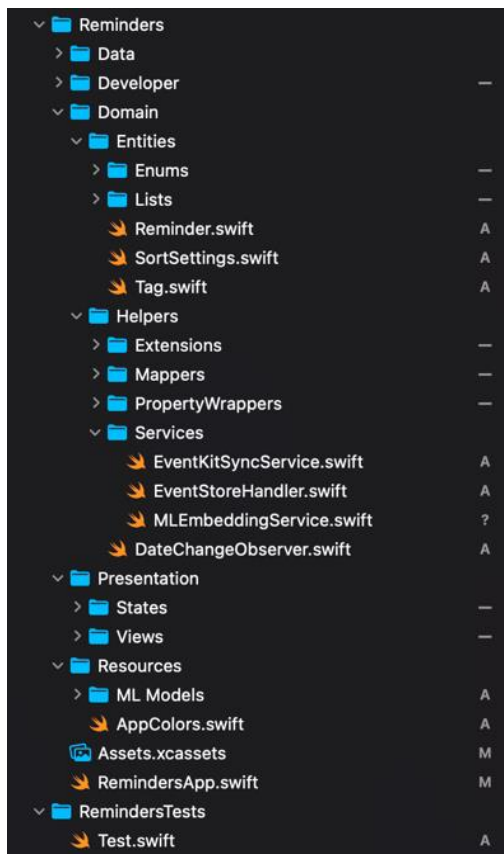 Reminders
Data
Developer —
Domain
Entities
Enums —
Lists —
Reminder.swift A
SortSettings.swift A
Tag.swift A
Helpers
Extensions —
Mappers —
PropertyWrappers —
Services
EventKitSyncService.swift A
EventStoreHandler.swift A
MLEmbeddingService.swift ?
DateChangeObserver.swift A
Presentation
States —
Views —
Resources
ML Models A
AppColors.swift A
Assets.xcassets M
RemindersApp.swift M
RemindersTests
Test.swift A